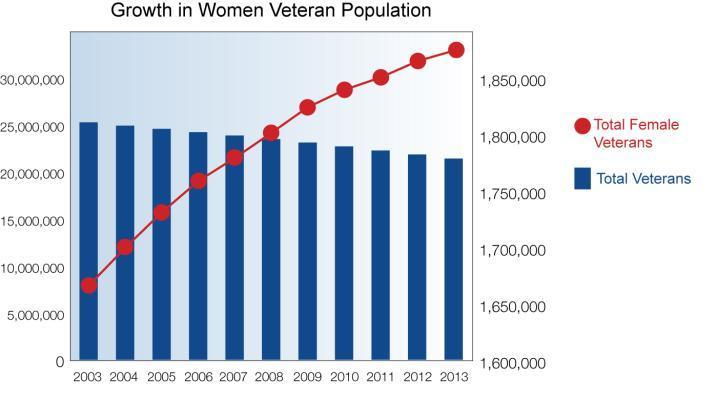 Growth in Women Veteran Population
30,000,000
25,000,000
20,000,000
15,000,000
10,000,000
5,000,000
0
1,850,000
1,800,000
1,750,000
1,700,000
1,650,000
1,600,000
2003 2004 2005 2006 2007 2008 2009 2010 2011 2012 2013
Total Female
Veterans
Total Veterans